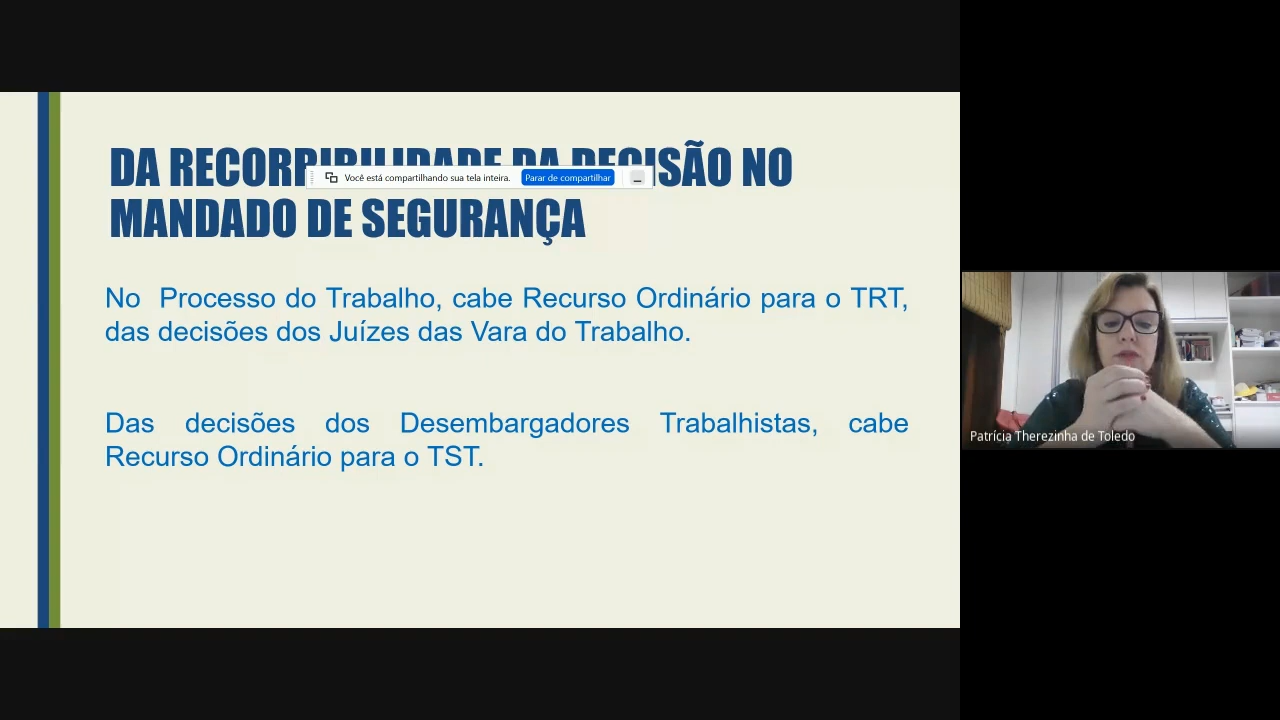 DA RECORRIBILIDADE DA DECISÃO NO
Você está compartilhando sua tela inteira. Parar de compartilhar
MANDADO DE SEGURANÇA
No Processo do Trabalho, cabe Recurso Ordinário para o TRT,
das decisões dos Juízes das Vara do Trabalho.
Das decisões dos Desembargadores Trabalhistas, cabe
Recurso Ordinário para o TST.
Patrícia Therezinha de Toledo